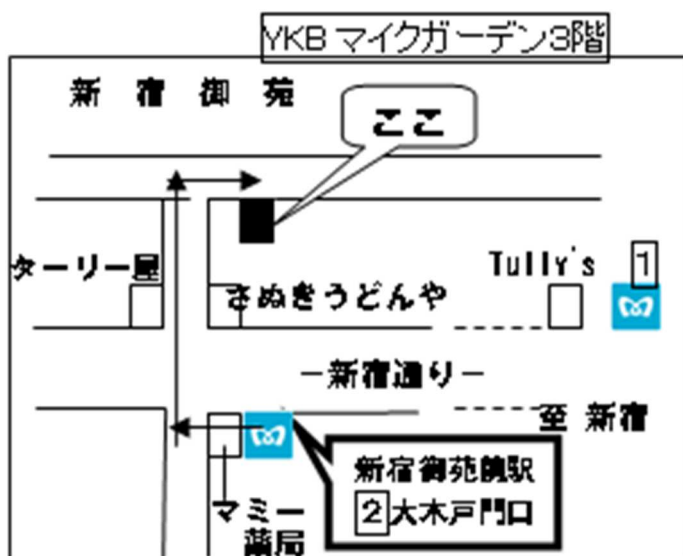 YKB マイクガーデン3階
新宿御苑
ここ
ターリー屋
さぬきうどんや
Tully's
1
－新宿通り－
至 新宿
新宿御苑前駅
2 大木戸門口
マミー
薬局